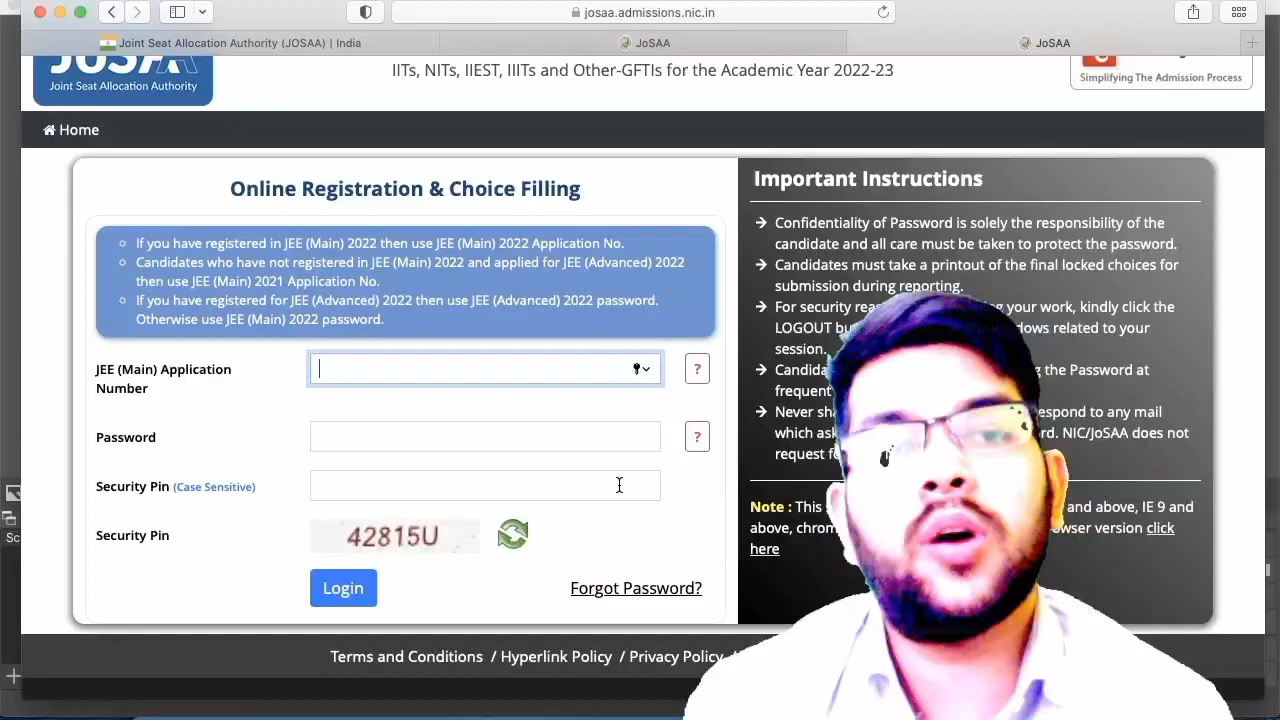 josaa.admissions.nic.in
Joint Seat Allocation Authority (JOSAA) | India
JoSAA
JoSAA
Joint Seat Allocation Authority
IITs, NITs, IIEST, IIITs and Other-GFTIs for the Academic Year 2022-23
Simplifying The Admission Process
Home
Online Registration & Choice Filling
If you have registered in JEE (Main) 2022 then use JEE (Main) 2022 Application No.
Candidates who have not registered in JEE (Main) 2022 and applied for JEE (Advanced) 2022
then use JEE (Main) 2021 Application No.
If you have registered for JEE (Advanced) 2022 then use JEE (Advanced) 2022 password.
Otherwise use JEE (Main) 2022 password.
JEE (Main) Application
Number
?
Password
?
Security Pin (Case Sensitive)
Security Pin
42815U
Login
Forgot Password?
Important Instructions
Confidentiality of Password is solely the responsibility of the
candidate and all care must be taken to protect the password.
Candidates must take a printout of the final locked choices for
submission during reporting.
For security your work, kindly click the
LOGOUT related to your
session.
the Password at
frequent
Never respond to any mail
which NIC/JoSAA does not
request
Note : This and above, IE 9 and
above, version click
here
Terms and Conditions / Hyperlink Policy / Privacy Policy